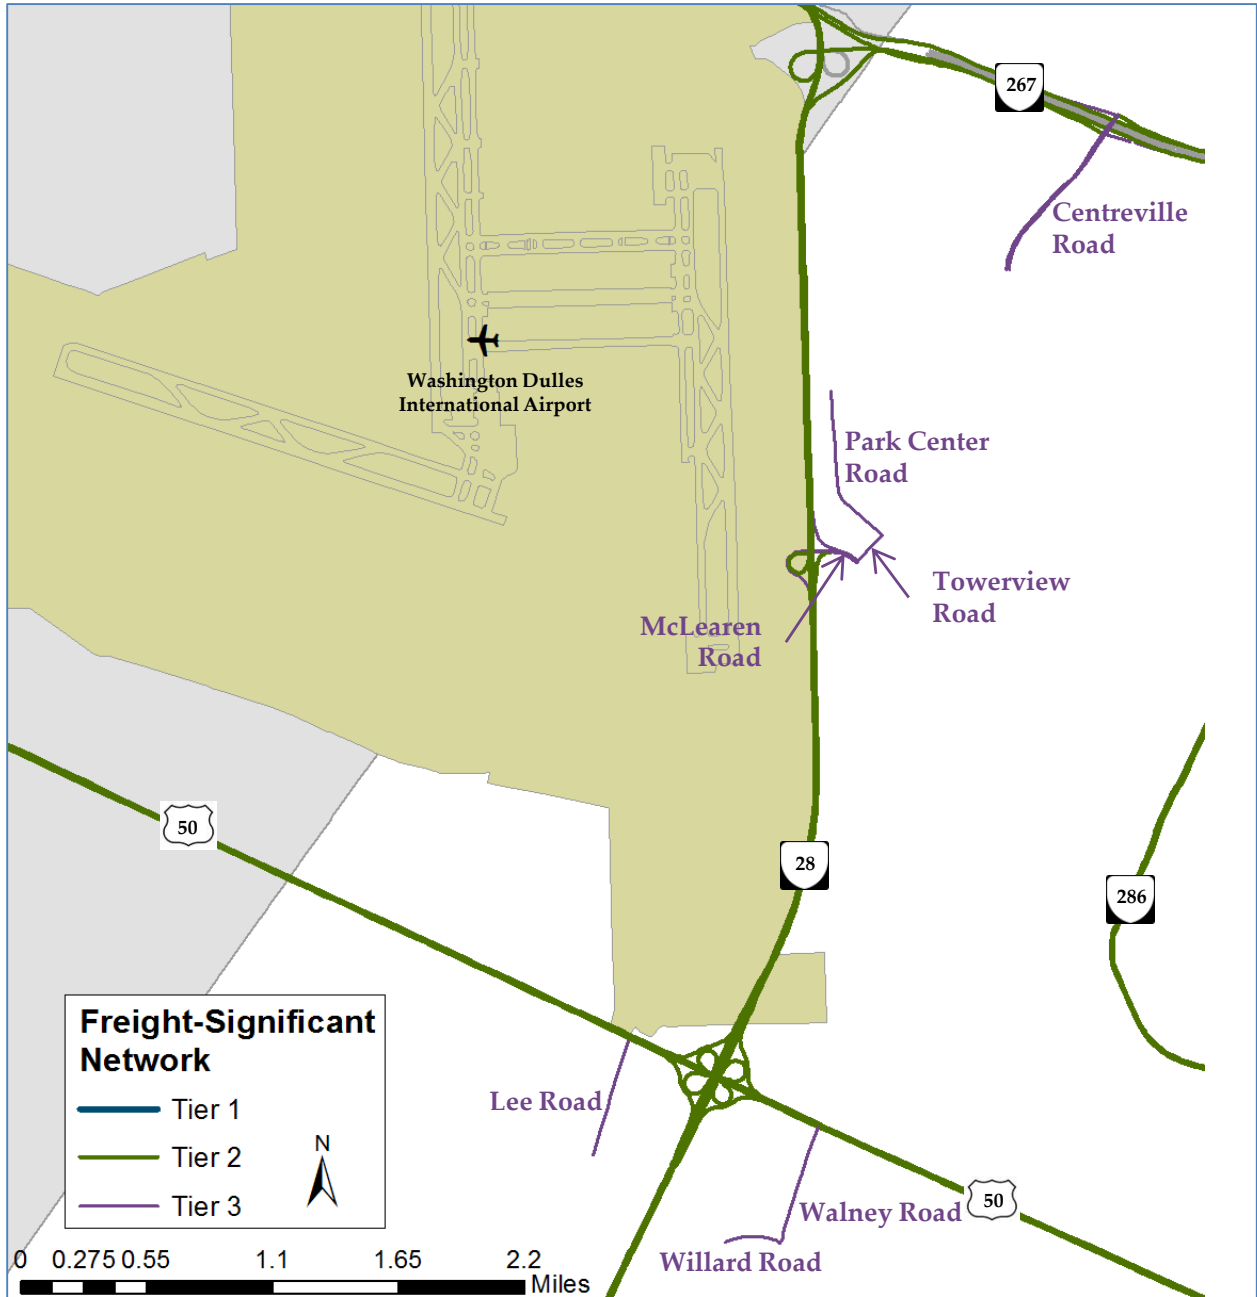 267
Centreville
Road
Washington Dulles
International Airport
Park Center
Road
Towerview
Road
McLearen
Road
50
28
286
Freight-Significant
Network
Tier 1
Tier 2
Tier 3
N
Lee Road
50
Walney Road
Willard Road
0 0.275 0.55 1.1 1.65 2.2
Miles